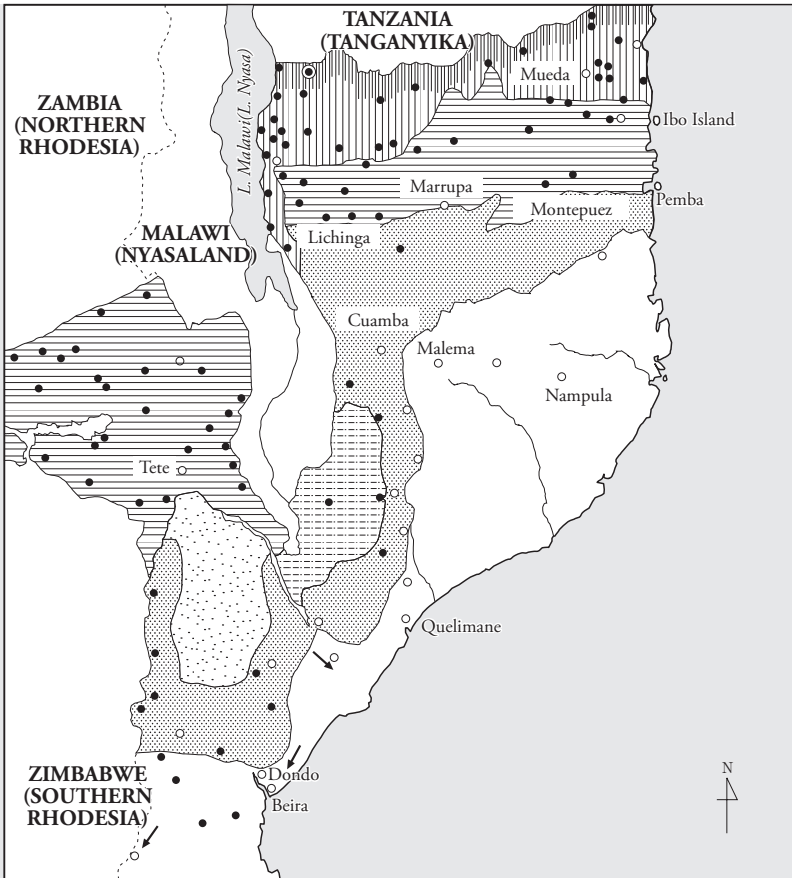 TANZANIA
(TANGANYIKA)
Mueda
ZAMBIA
(NORTHERN
RHODESIA)
L. Malawi(L. Nyasa)
Ibo Island
Marrupa
Pemba
Montepuez
MALAWI
(NYASALAND)
Lichinga
Cuamba
Malema
Nampula
Tete
Quelimane
ZIMBABWE
(SOUTHERN
RHODESIA)
Dondo
Beira
N